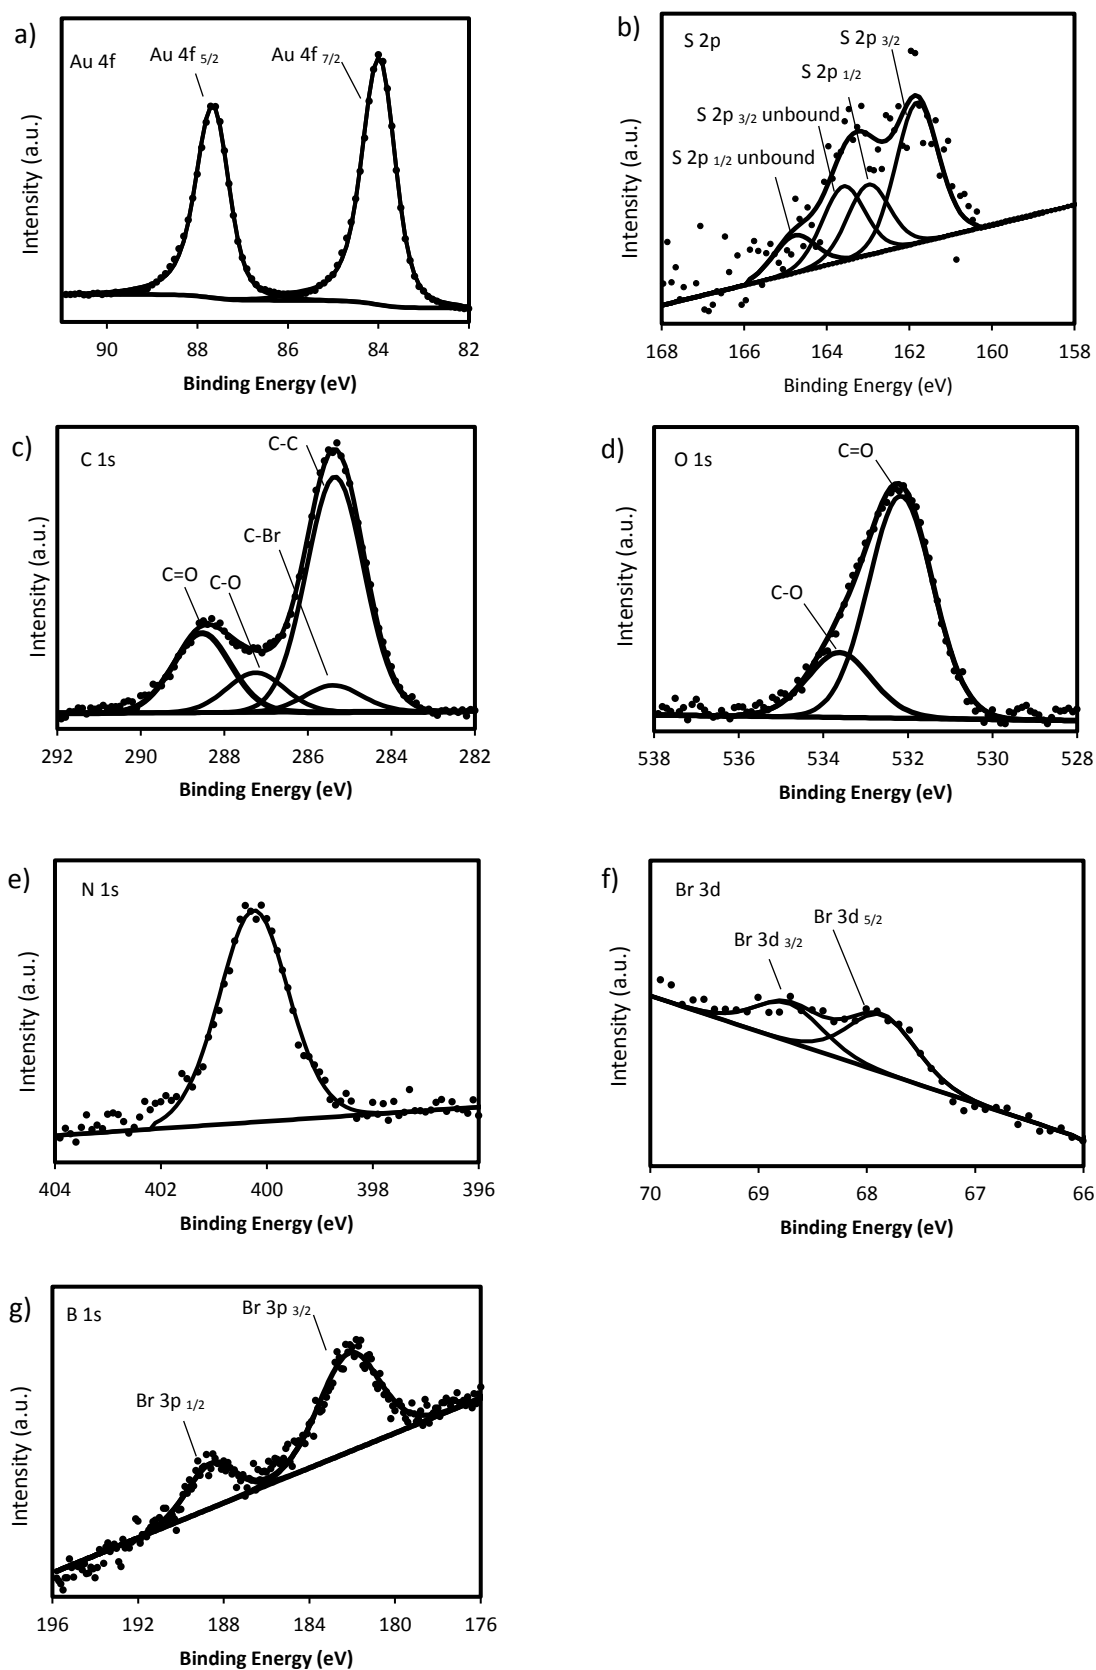 a)
Au 4f
Au 4f 5/2
Au 4f 7/2
Intensity (a.u.)
90 88 86 84 82
Binding Energy (eV)
b)
S 2p
S 2p 3/2
S 2p 1/2
S 2p 3/2 unbound
S 2p 1/2 unbound
Intensity (a.u.)
168 166 164 162 160 158
Binding Energy (eV)
c)
C 1s
C-C
C-Br
C=O
C-O
Intensity (a.u.)
292 290 288 286 284 282
Binding Energy (eV)
d)
O 1s
C=O
C-O
Intensity (a.u.)
538 536 534 532 530 528
Binding Energy (eV)
e)
N 1s
Intensity (a.u.)
404 402 400 398 396
Binding Energy (eV)
f)
Br 3d
Br 3d 5/2
Br 3d 3/2
Intensity (a.u.)
70 69 68 67 66
Binding Energy (eV)
g)
B 1s
Br 3p 3/2
Br 3p 1/2
Intensity (a.u.)
196 192 188 184 180 176
Binding Energy (eV)